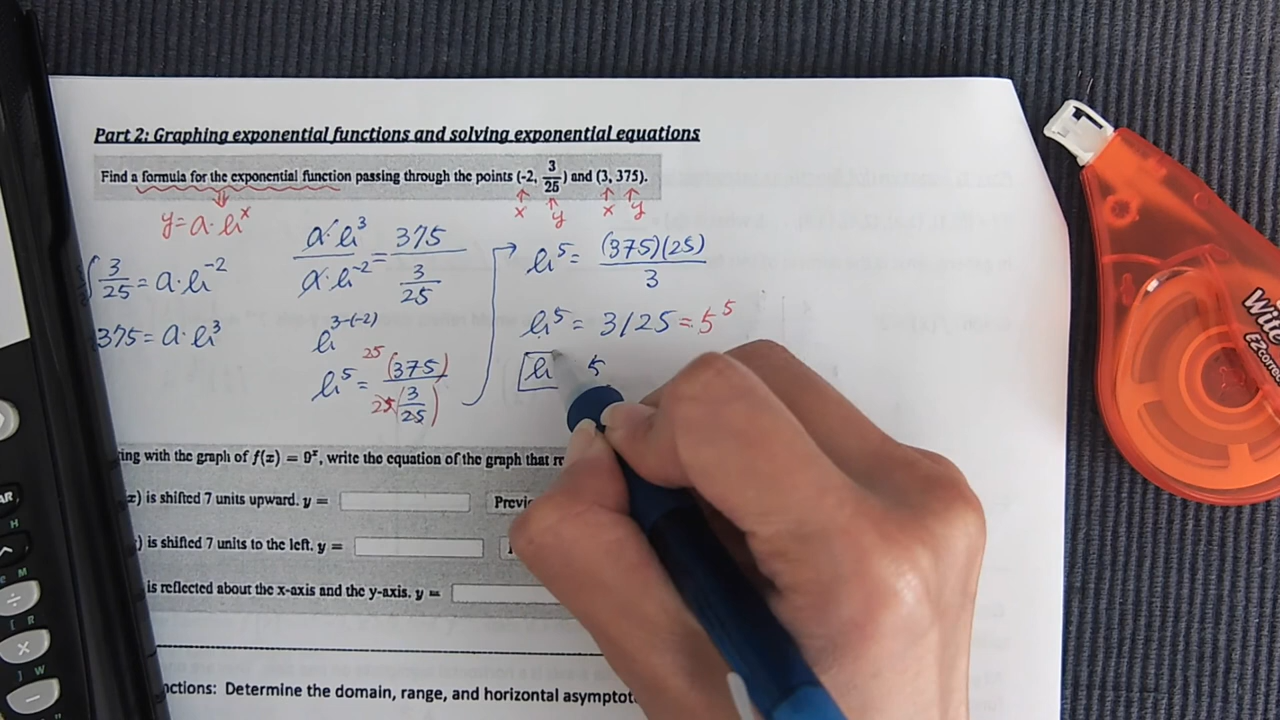 Part 2: Graphing exponential functions and solving exponential equations
Find a formula for the exponential function passing through the points (-2, 3/25) and (3, 375).
x y x y
y = a·b^x
3/25 = a·b^-2
375 = a·b^3
a·b^3 / a·b^-2 = 375 / (3/25)
b^3-(-2)
b^5 = 25(375) / 25(3/25)
b^5 = (375)(25) / 3
b^5 = 3125 = 5^5
b 5
ing with the graph of f(x) = 9^x, write the equation of the graph that
x) is shifted 7 units upward. y =
) is shifted 7 units to the left. y =
is reflected about the x-axis and the y-axis. y =
nctions: Determine the domain, range, and horizontal asymptot
Wite
EZcorre
AR
H
e M
÷
[ R
×
] W
−